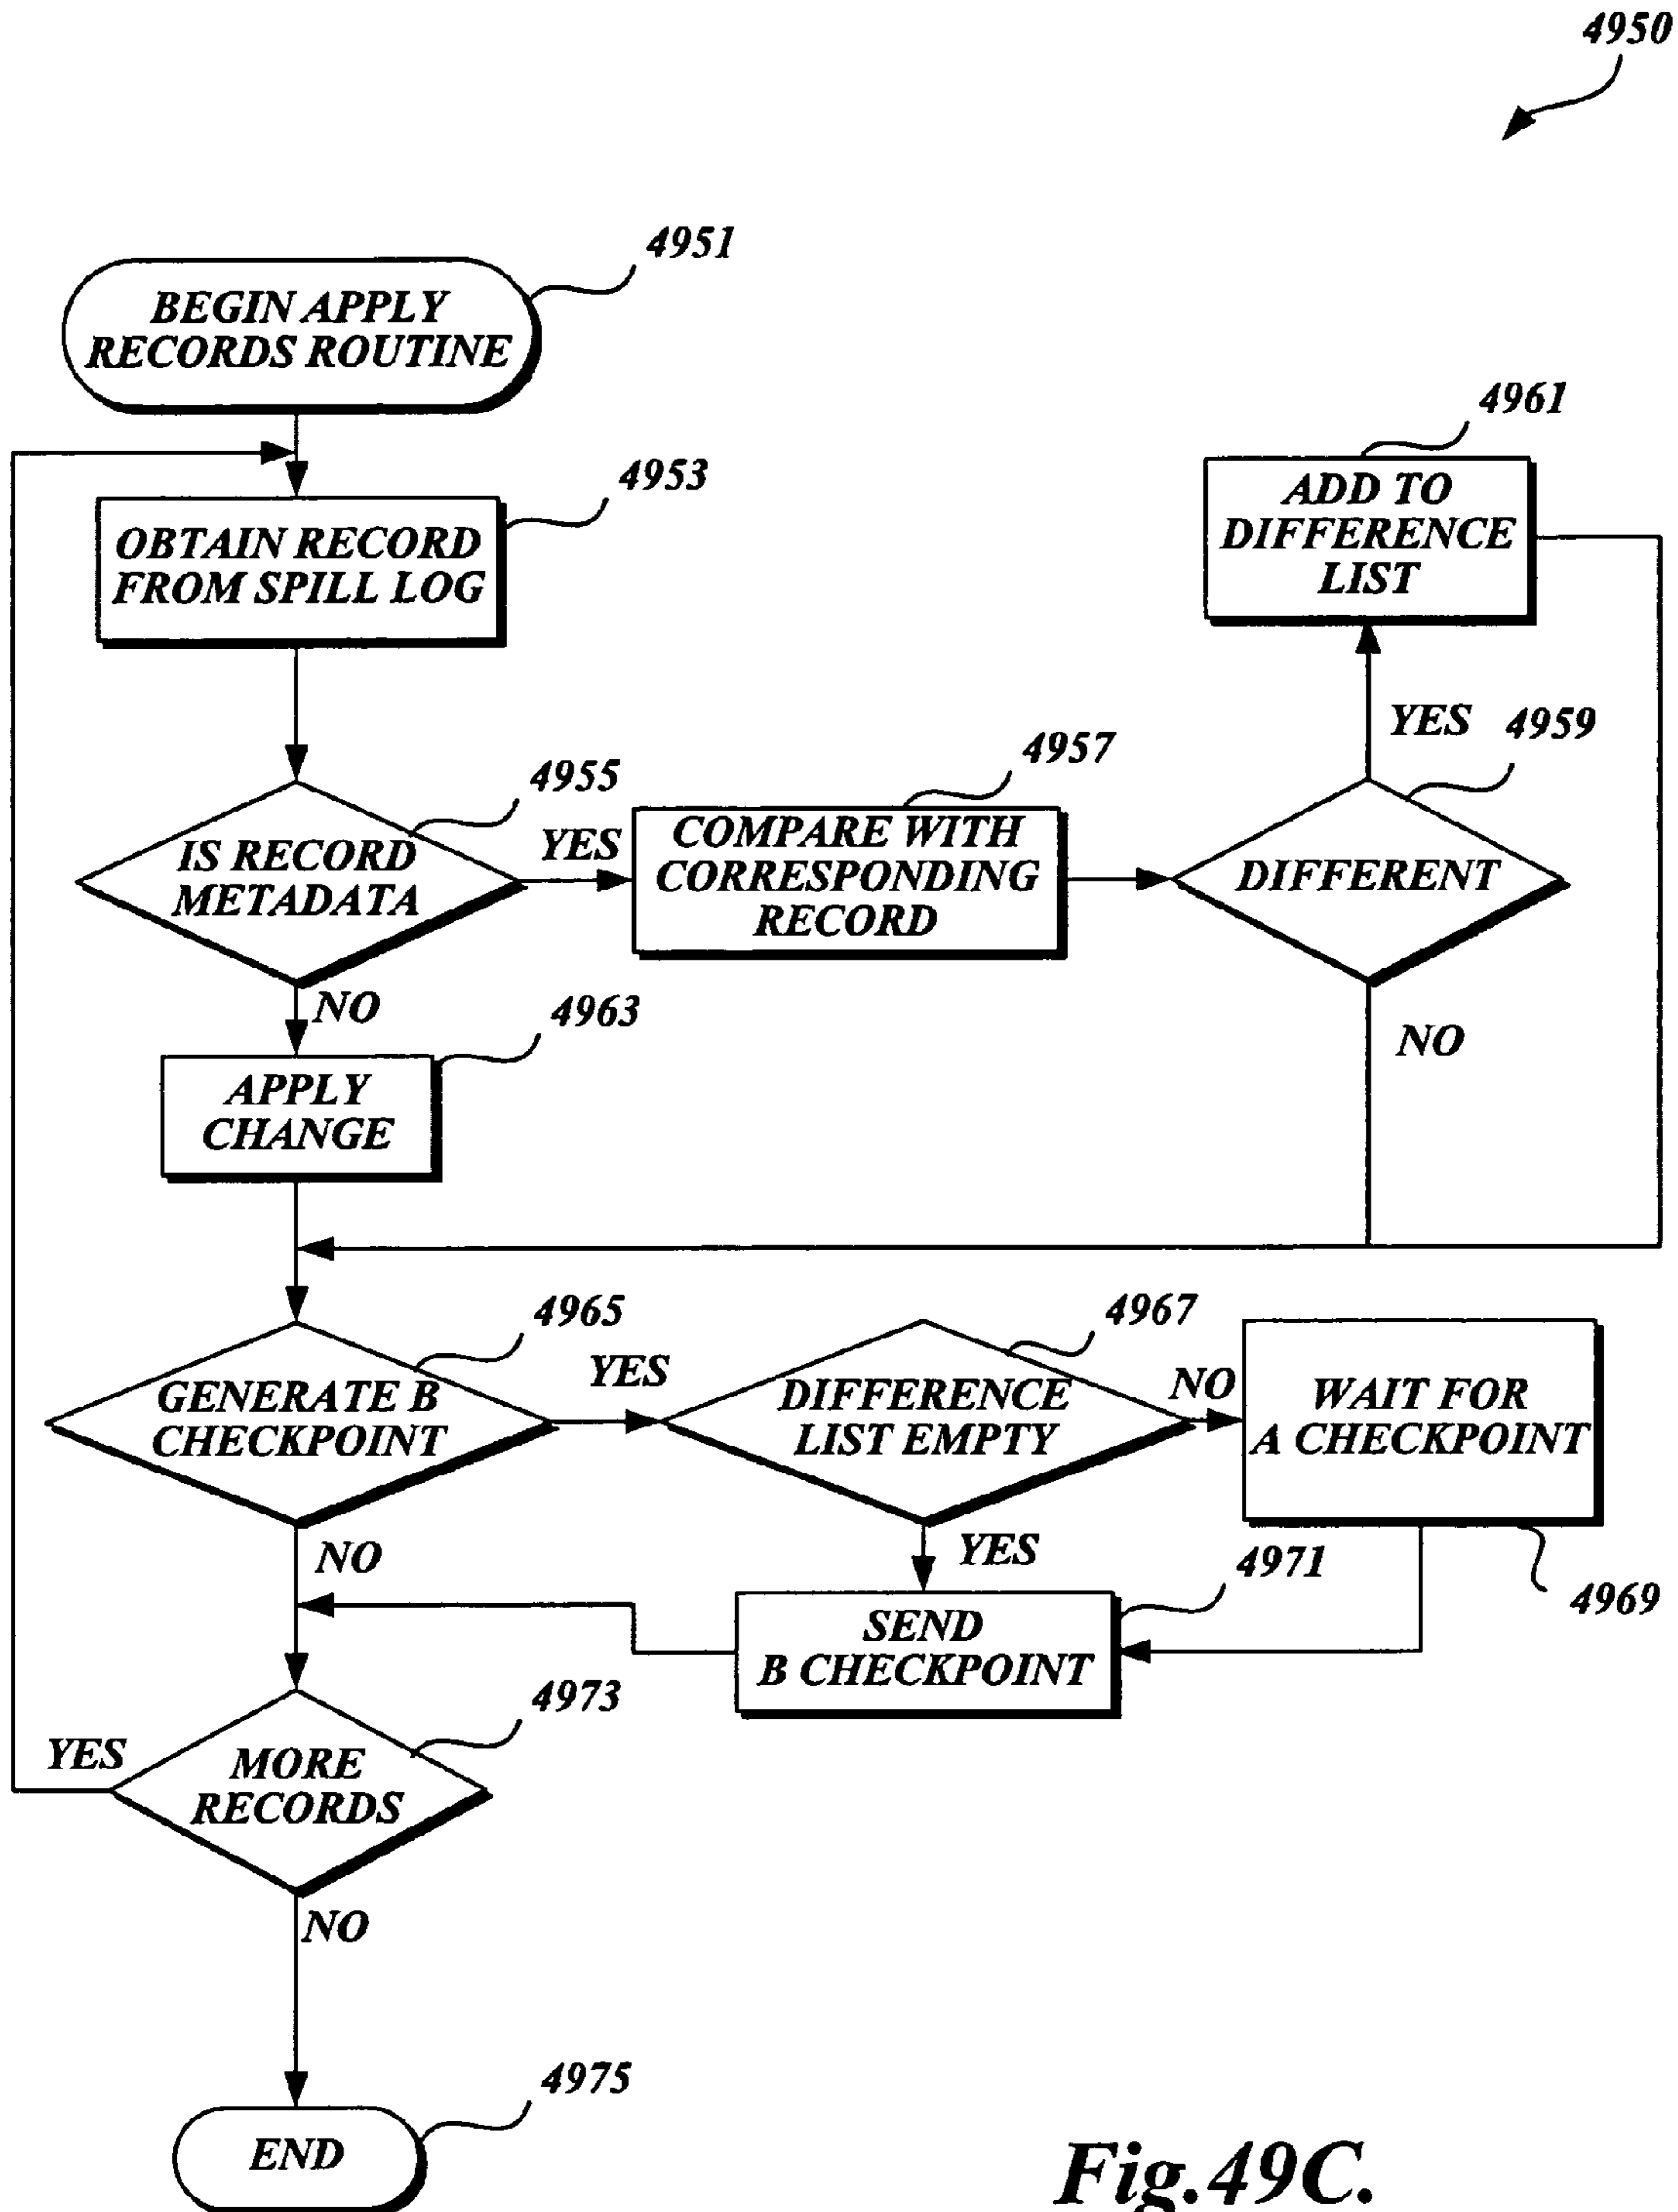 4950
4951
BEGIN APPLY
RECORDS ROUTINE
4961
4953
ADD TO
DIFFERENCE
LIST
OBTAIN RECORD
FROM SPILL LOG
YES
4959
4957
4955
IS RECORD
METADATA
YES
COMPARE WITH
CORRESPONDING
RECORD
DIFFERENT
NO
4963
NO
APPLY
CHANGE
4965
4967
GENERATE B
CHECKPOINT
YES
DIFFERENCE
LIST EMPTY
NO
WAIT FOR
A CHECKPOINT
NO
YES
4971
4969
SEND
B CHECKPOINT
4973
YES
MORE
RECORDS
NO
4975
END
Fig.49C.